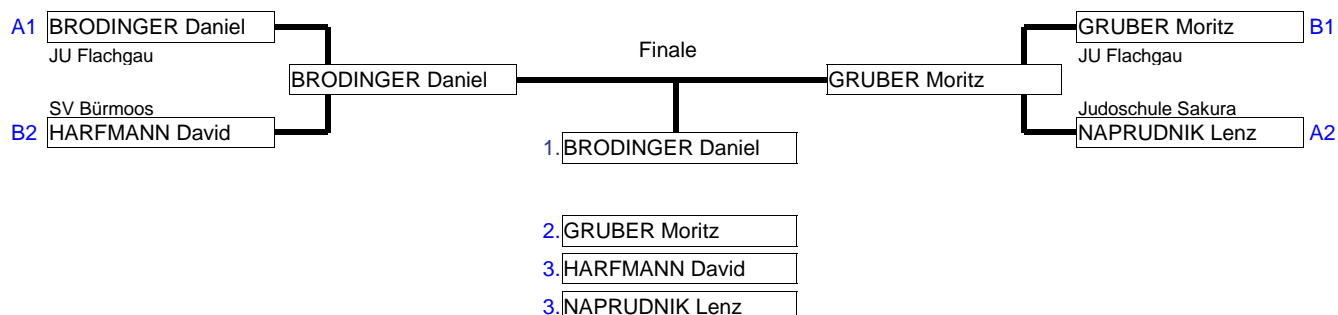 A1 BRODINGER Daniel
JU Flachgau
BRODINGER Daniel
SV Bürmoos
B2 HARFMANN David
Finale
GRUBER Moritz B1
JU Flachgau
GRUBER Moritz
Judoschule Sakura
NAPRUDNIK Lenz A2
1. BRODINGER Daniel
2. GRUBER Moritz
3. HARFMANN David
3. NAPRUDNIK Lenz